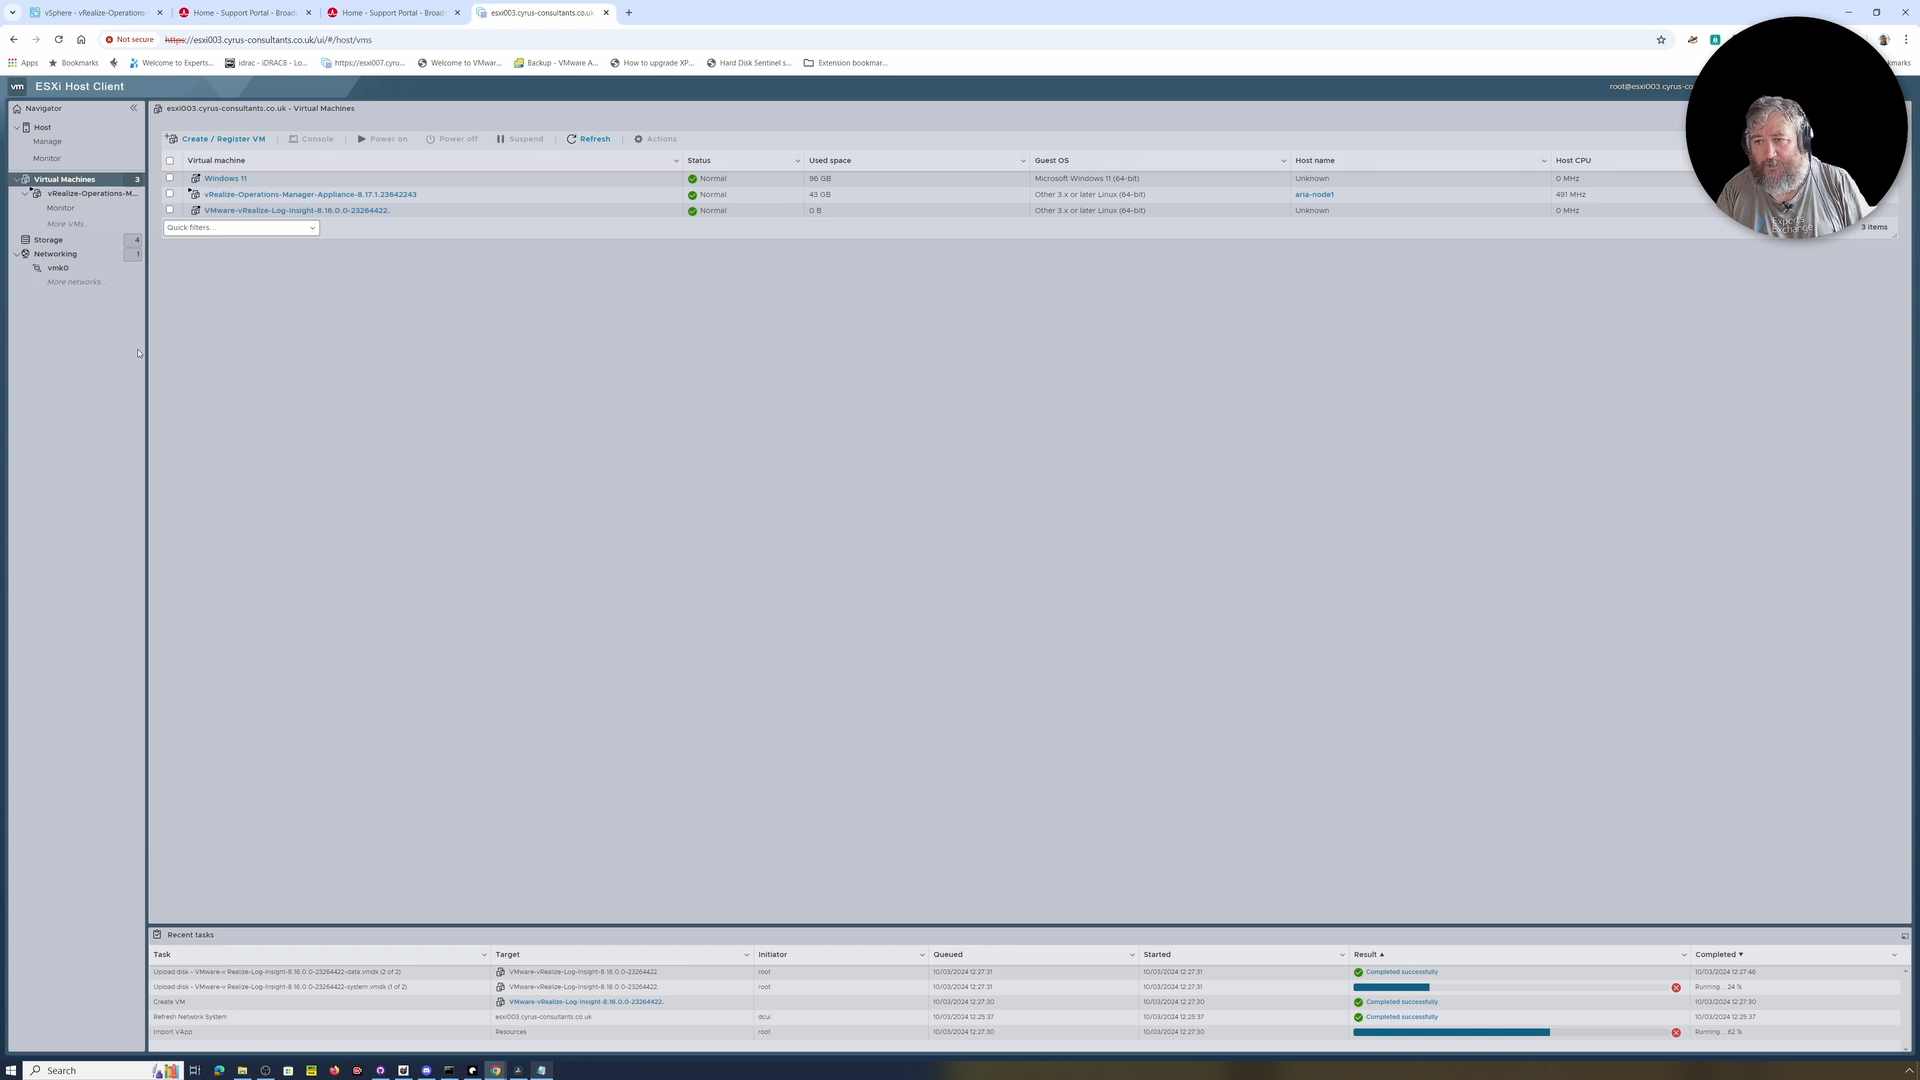 vSphere - vRealize-Operations-
Home - Support Portal - Broadc
Home - Support Portal - Broadc
esxi003.cyrus-consultants.co.uk
Not secure
https://esxi003.cyrus-consultants.co.uk/ui/#/host/vms
Apps
Bookmarks
Welcome to Experts...
idrac - iDRAC8 - Lo...
https://esxi007.cyru...
Welcome to VMwar...
Backup - VMware A...
How to upgrade XP...
Hard Disk Sentinel s...
Extension bookmar...
vm
ESXi Host Client
root@esxi003.cyrus-co
Navigator
Host
Manage
Monitor
Virtual Machines 3
vRealize-Operations-M...
Monitor
More VMs...
Storage 4
Networking 1
vmk0
More networks...
esxi003.cyrus-consultants.co.uk - Virtual Machines
Create / Register VM
Console
Power on
Power off
Suspend
Refresh
Actions
Virtual machine Status Used space Guest OS Host name Host CPU
Windows 11 Normal 96 GB Microsoft Windows 11 (64-bit) Unknown 0 MHz
vRealize-Operations-Manager-Appliance-8.17.1.23642243 Normal 43 GB Other 3.x or later Linux (64-bit) aria-node1 491 MHz
VMware-vRealize-Log-Insight-8.16.0.0-23264422. Normal 0 B Other 3.x or later Linux (64-bit) Unknown 0 MHz
Quick filters...
3 items
Experts
Exchange
Recent tasks
Task Target Initiator Queued Started Result Completed
Upload disk - VMware-v Realize-Log-Insight-8.16.0.0-23264422-data.vmdk (2 of 2) VMware-vRealize-Log-Insight-8.16.0.0-23264422. root 10/03/2024 12:27:31 10/03/2024 12:27:31 Completed successfully 10/03/2024 12:27:46
Upload disk - VMware-v Realize-Log-Insight-8.16.0.0-23264422-system.vmdk (1 of 2) VMware-vRealize-Log-Insight-8.16.0.0-23264422. root 10/03/2024 12:27:31 10/03/2024 12:27:31 Running... 24 %
Create VM VMware-vRealize-Log-Insight-8.16.0.0-23264422. 10/03/2024 12:27:30 10/03/2024 12:27:30 Completed successfully 10/03/2024 12:27:30
Refresh Network System esxi003.cyrus-consultants.co.uk dcui 10/03/2024 12:25:37 10/03/2024 12:25:37 Completed successfully 10/03/2024 12:25:37
Import VApp Resources root 10/03/2024 12:27:30 10/03/2024 12:27:30 Running... 62 %
Search